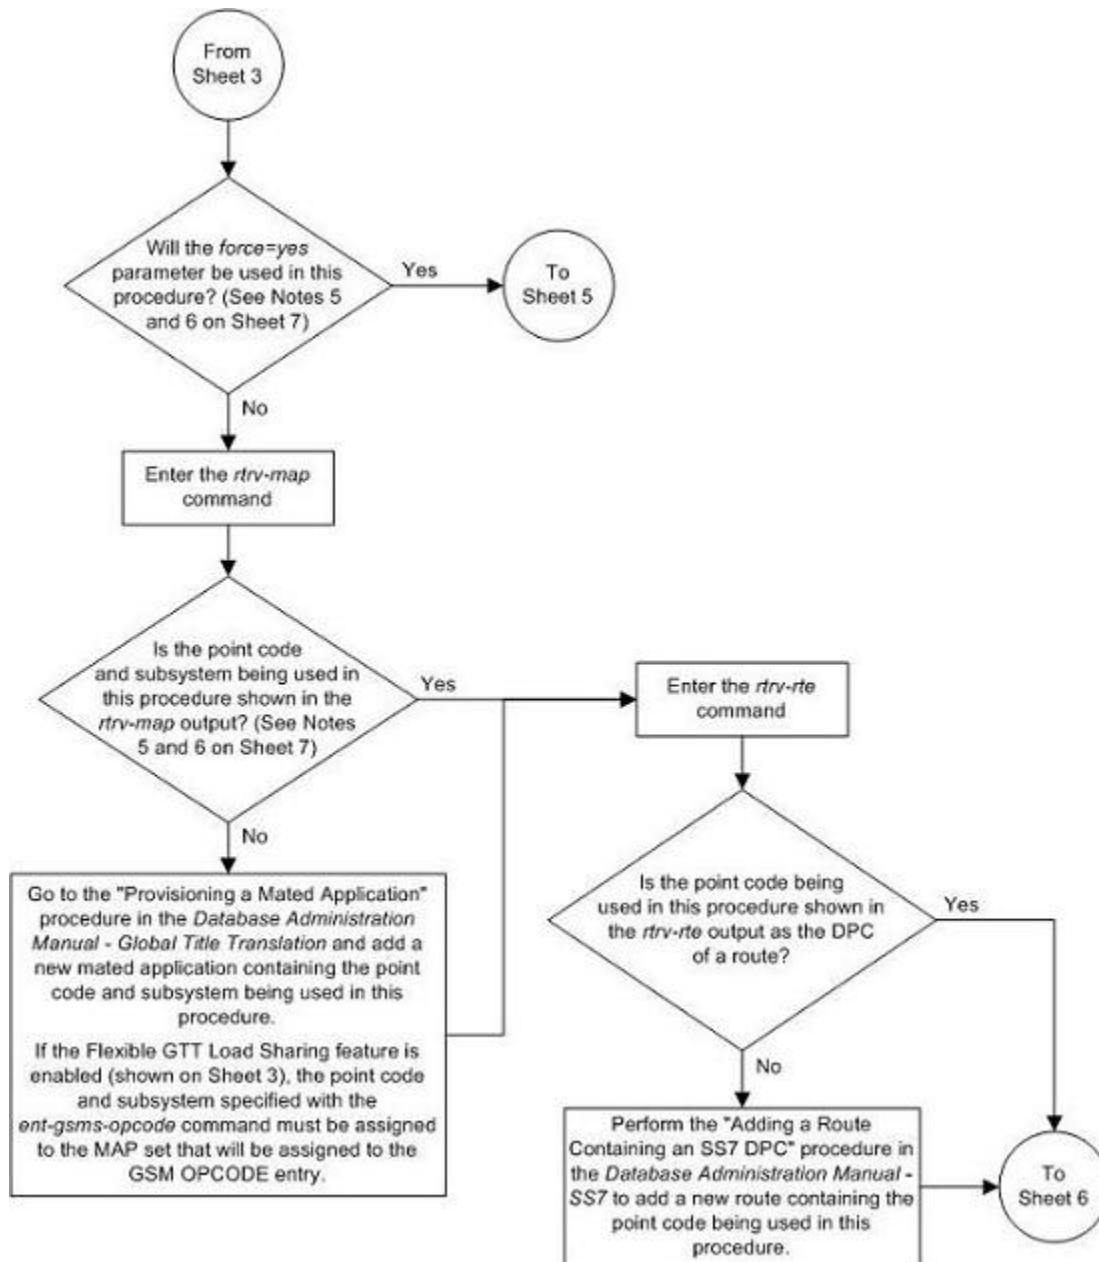 From
Sheet 3
Will the force=yes
parameter be used in this
procedure? (See Notes 5
and 6 on Sheet 7)
Yes
To
Sheet 5
No
Enter the rtrv-map
command
Is the point code
and subsystem being used in
this procedure shown in the
rtrv-map output? (See Notes
5 and 6 on Sheet 7)
Yes
Enter the rtrv-rte
command
No
Go to the "Provisioning a Mated Application"
procedure in the Database Administration
Manual - Global Title Translation and add a
new mated application containing the point
code and subsystem being used in this
procedure.
If the Flexible GTT Load Sharing feature is
enabled (shown on Sheet 3), the point code
and subsystem specified with the
ent-gsms-opcode command must be assigned
to the MAP set that will be assigned to the
GSM OPCODE entry.
Is the point code being
used in this procedure shown in
the rtrv-rte output as the DPC
of a route?
Yes
No
Perform the "Adding a Route
Containing an SS7 DPC" procedure in
the Database Administration Manual -
SS7 to add a new route containing the
point code being used in this
procedure.
To
Sheet 6